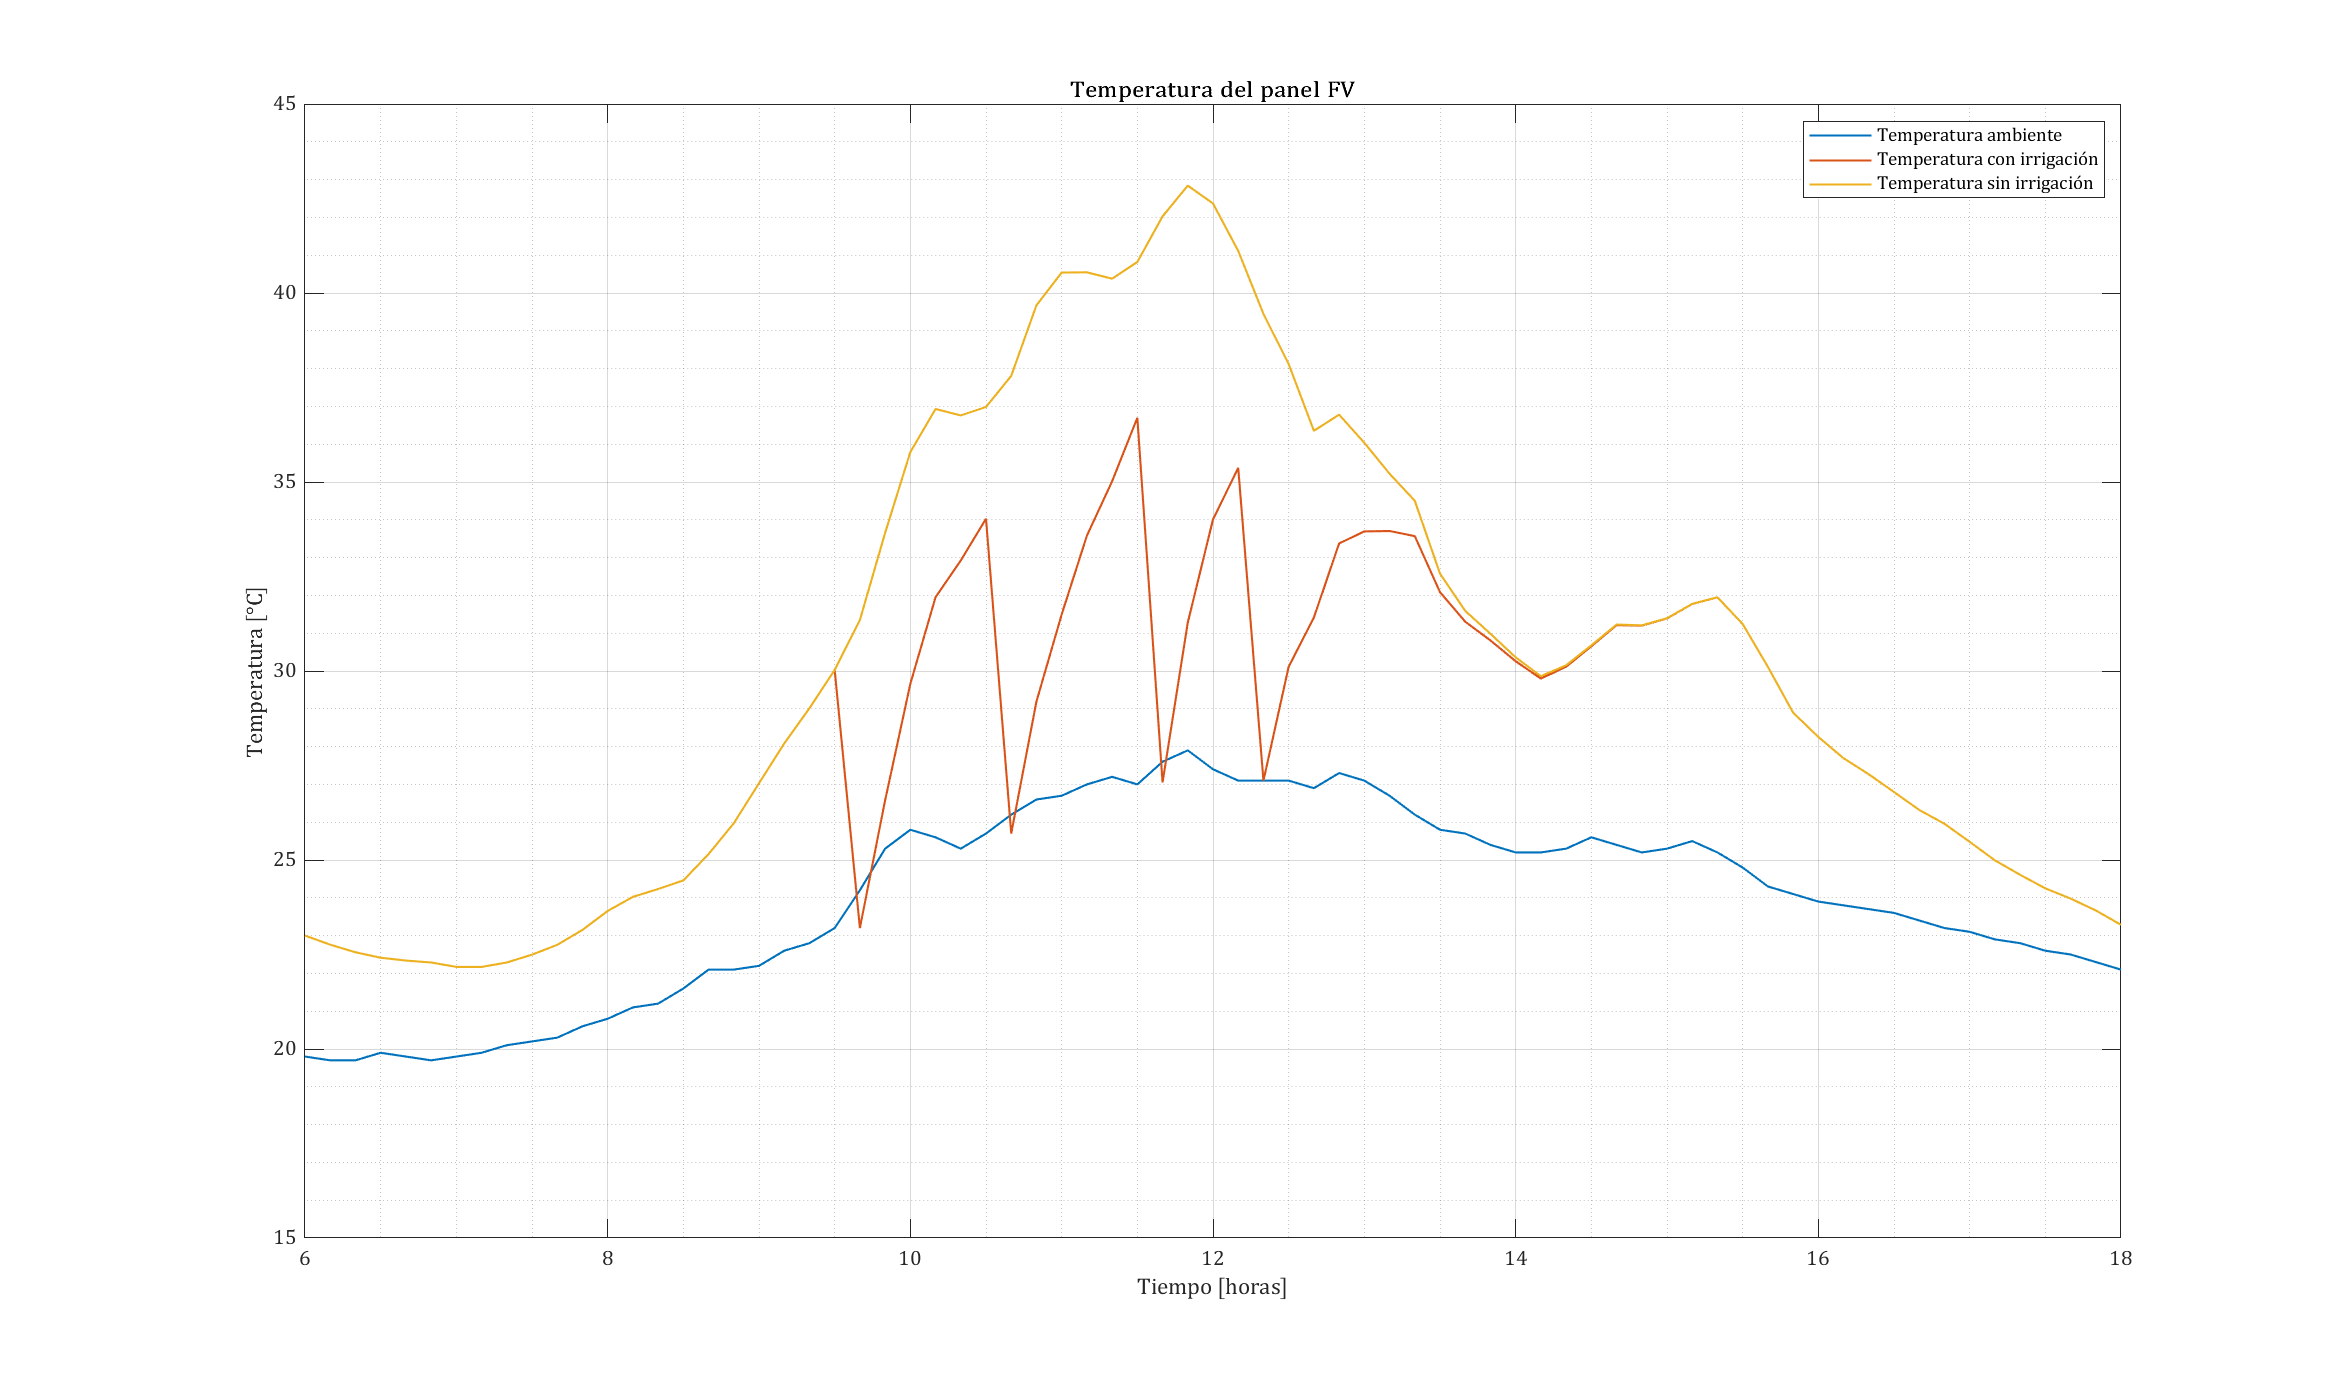 Temperatura del panel FV
45
40
35
30
25
20
15
Temperatura [°C]
6 8 10 12 14 16 18
Tiempo [horas]
Temperatura ambiente
Temperatura con irrigación
Temperatura sin irrigación